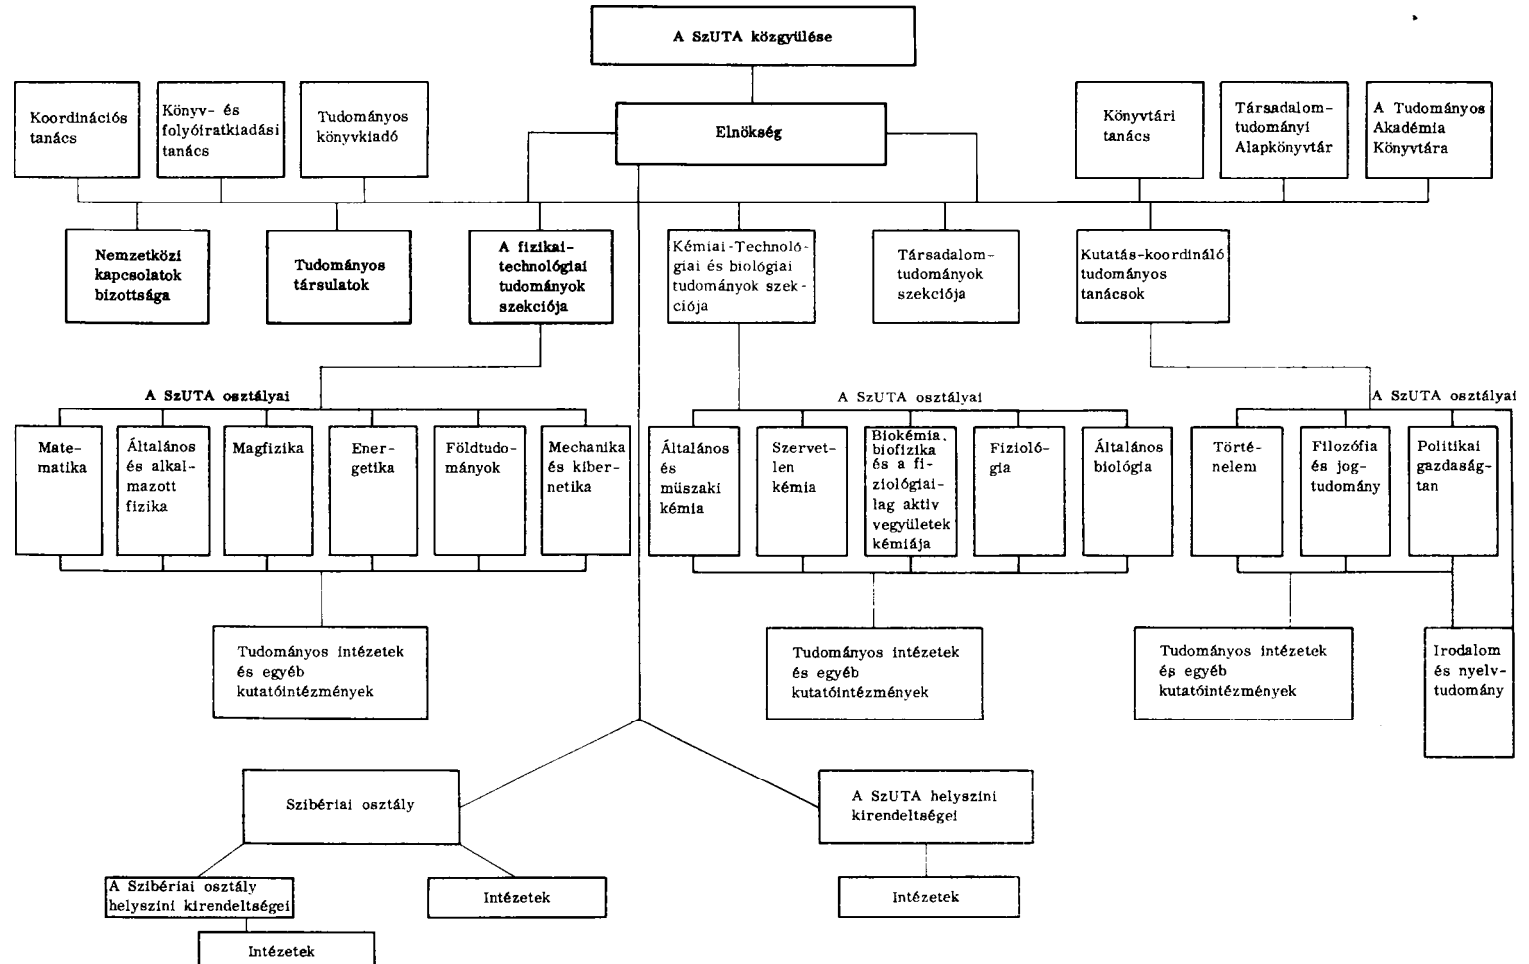 A SzUTA közgyülése
Elnökség
Koordinációs
tanács
Könyv- és
folyóiratkiadási
tanács
Tudományos
könyvkiadó
Könyvtári
tanács
Társadalom-
tudományi
Alapkönyvtár
A Tudományos
Akadémia
Könyvtára
Nemzetközi
kapcsolatok
bizottsága
Tudományos
társulatok
A fizikai-
technológiai
tudományok
szekciója
Kémiai-Technoló-
giai és biológiai
tudományok szek-
ciója
Társadalom-
tudományok
szekciója
Kutatás-koordináló
tudományos
tanácsok
A SzUTA osztályai
Mate-
matika
Általános
és alkal-
mazott
fizika
Magfizika
Ener-
getika
Földtudo-
mányok
Mechanika
és kiber-
netika
A SzUTA osztályai
Általános
és
müszaki
kémia
Szervet-
len
kémia
Biokémia,
biofizika
és a fi-
ziológiai-
lag aktiv
vegyületek
kémiája
Fizioló-
gia
Általános
biológia
A SzUTA osztályai
Törté-
nelem
Filozófia
és jog-
tudomány
Politikai
gazdaság-
tan
Tudományos intézetek
és egyéb
kutatóintézmények
Tudományos intézetek
és egyéb
kutatóintézmények
Tudományos intézetek
és egyéb
kutatóintézmények
Irodalom
és nyelv-
tudomány
Szibériai osztály
A SzUTA helyszini
kirendeltségei
A Szibériai osztály
helyszini kirendeltségei
Intézetek
Intézetek
Intézetek